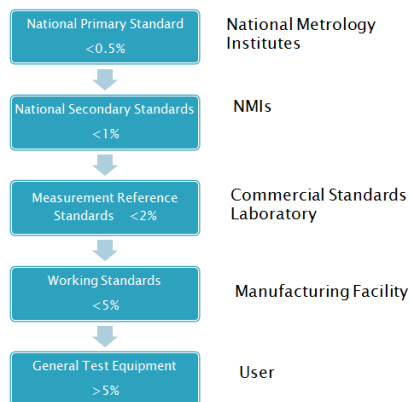 National Primary Standard
<0.5%
National Metrology
Institutes
National Secondary Standards
<1%
NMIs
Measurement Reference
Standards <2%
Commercial Standards
Laboratory
Working Standards
<5%
Manufacturing Facility
General Test Equipment
>5%
User